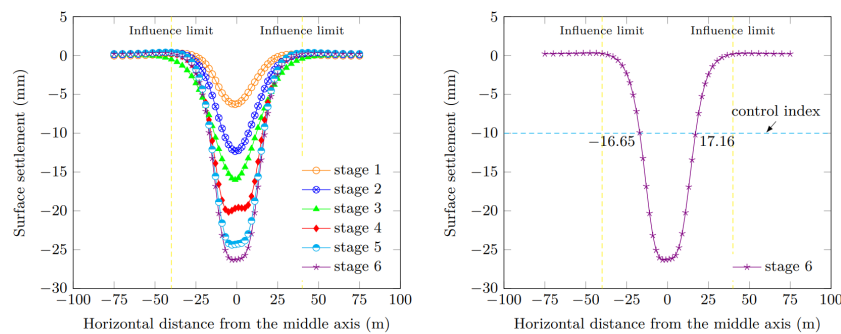 Influence limit Influence limit
5
0
−5
−10
−15
−20
−25
−30
Surface settlement (mm)
stage 1
stage 2
stage 3
stage 4
stage 5
stage 6
−100 −75 −50 −25 0 25 50 75 100
Horizontal distance from the middle axis (m)
Influence limit Influence limit
5
0
−5
−10
−15
−20
−25
−30
Surface settlement (mm)
control index
−16.65 17.16
stage 6
−100 −75 −50 −25 0 25 50 75 100
Horizontal distance from the middle axis (m)